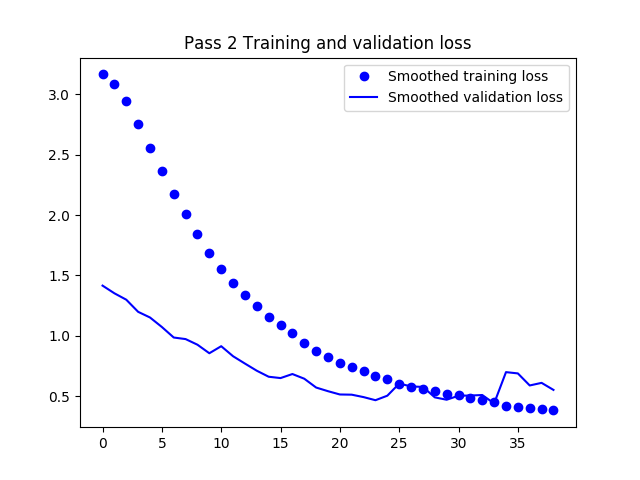 Pass 2 Training and validation loss
Smoothed training loss
Smoothed validation loss
3.0
2.5
2.0
1.5
1.0
0.5
0 5 10 15 20 25 30 35